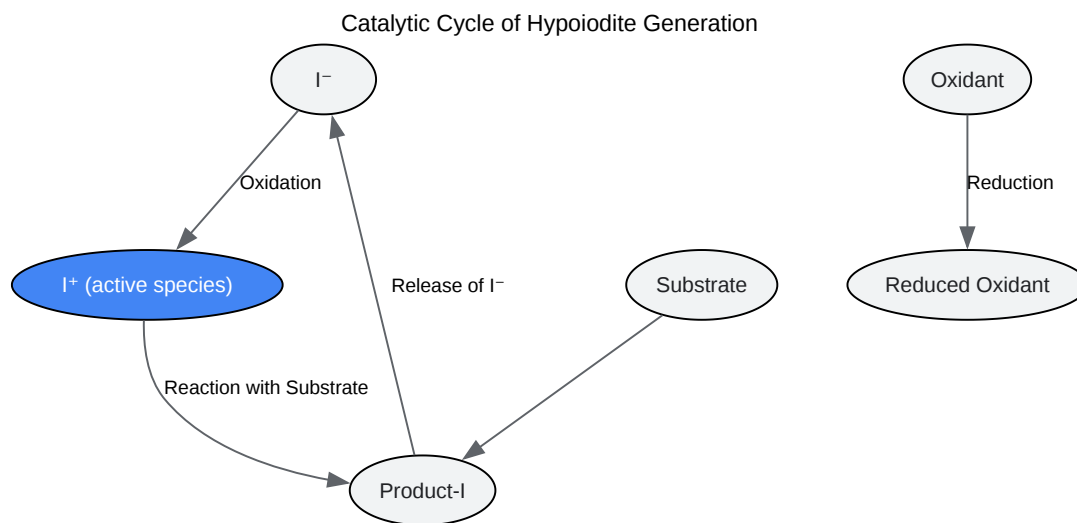 Catalytic Cycle of Hypoiodite Generation
I⁻
Oxidant
Oxidation
Reduction
I⁺ (active species)
Release of I⁻
Substrate
Reduced Oxidant
Reaction with Substrate
Product-I